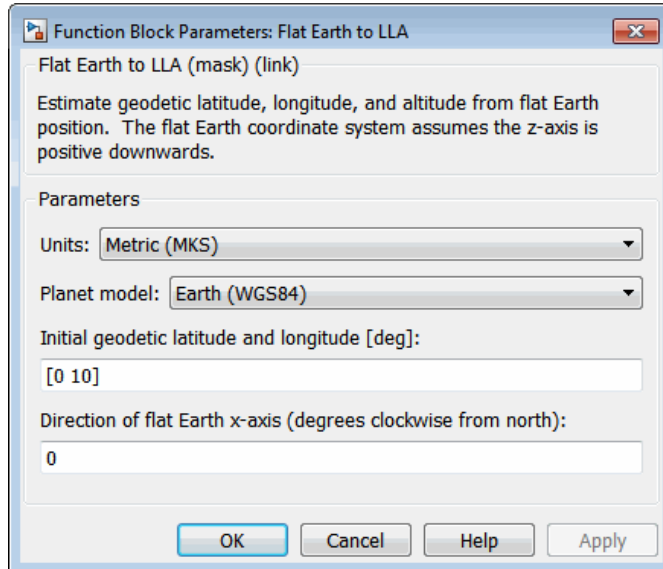 Function Block Parameters: Flat Earth to LLA
Flat Earth to LLA (mask) (link)
Estimate geodetic latitude, longitude, and altitude from flat Earth
position.  The flat Earth coordinate system assumes the z-axis is
positive downwards.
Parameters
Units: Metric (MKS)
Planet model: Earth (WGS84)
Initial geodetic latitude and longitude [deg]:
[0 10]
Direction of flat Earth x-axis (degrees clockwise from north):
0
OK Cancel Help Apply